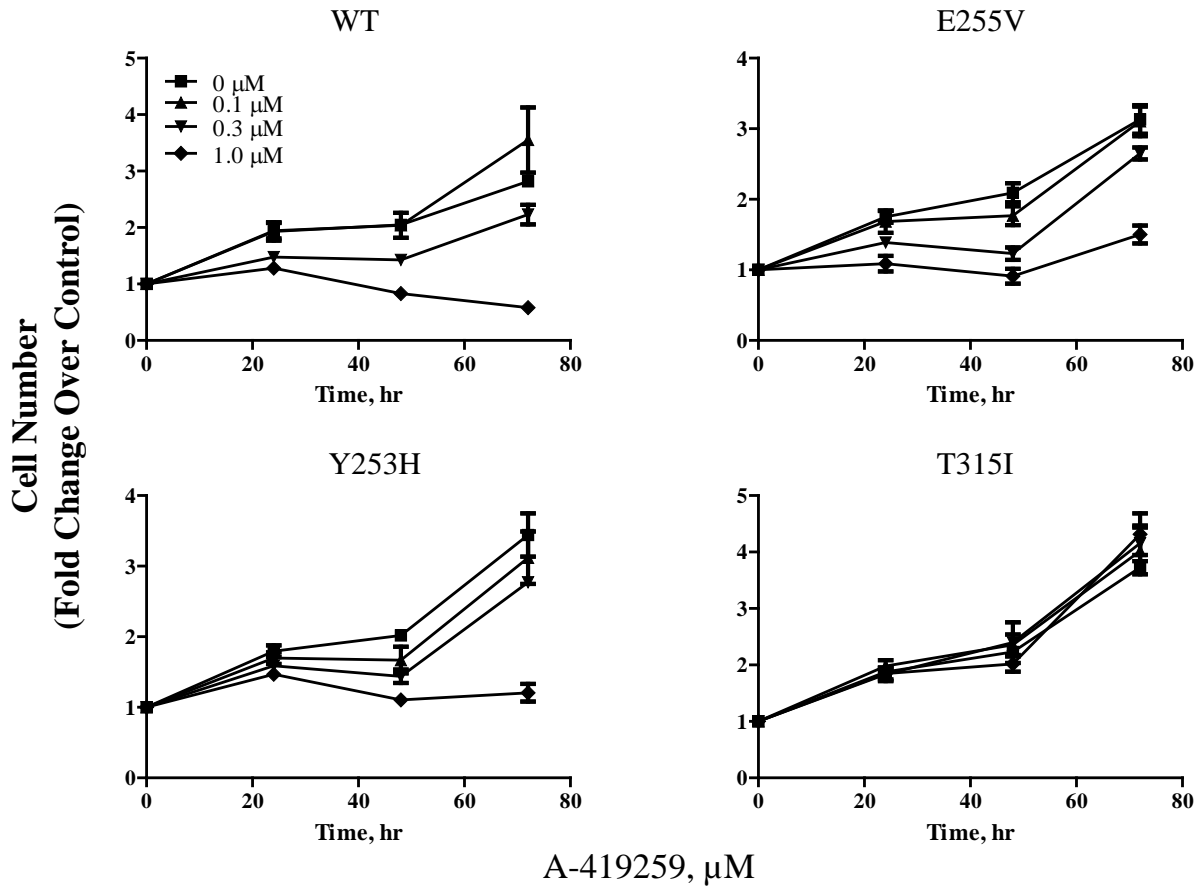 WT
5
4
3
2
1
0
0 μM
0.1 μM
0.3 μM
1.0 μM
0 20 40 60 80
Time, hr
E255V
4
3
2
1
0
0 20 40 60 80
Time, hr
Cell Number
(Fold Change Over Control)
Y253H
4
3
2
1
0
0 20 40 60 80
Time, hr
T315I
5
4
3
2
1
0
0 20 40 60 80
Time, hr
A-419259, μM